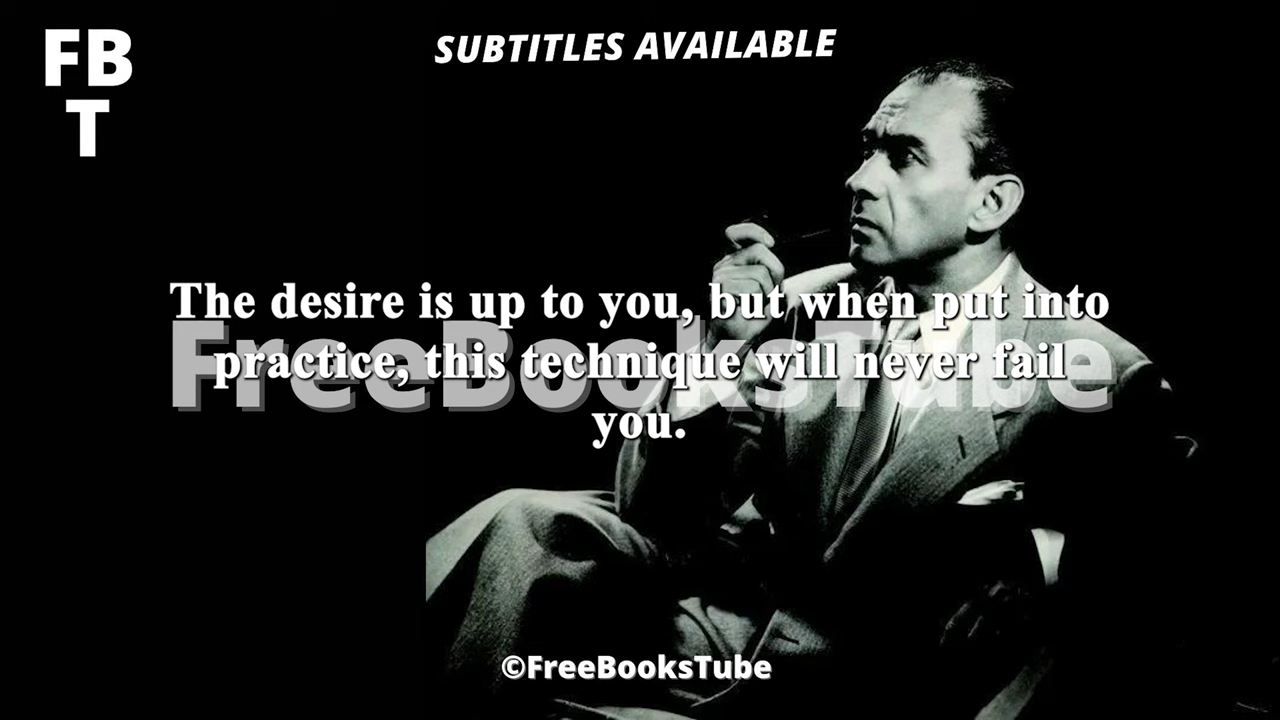 FB
T
SUBTITLES AVAILABLE
The desire is up to you, but when put into
practice, this technique will never fail
you.
FreeBooksTube
©FreeBooksTube